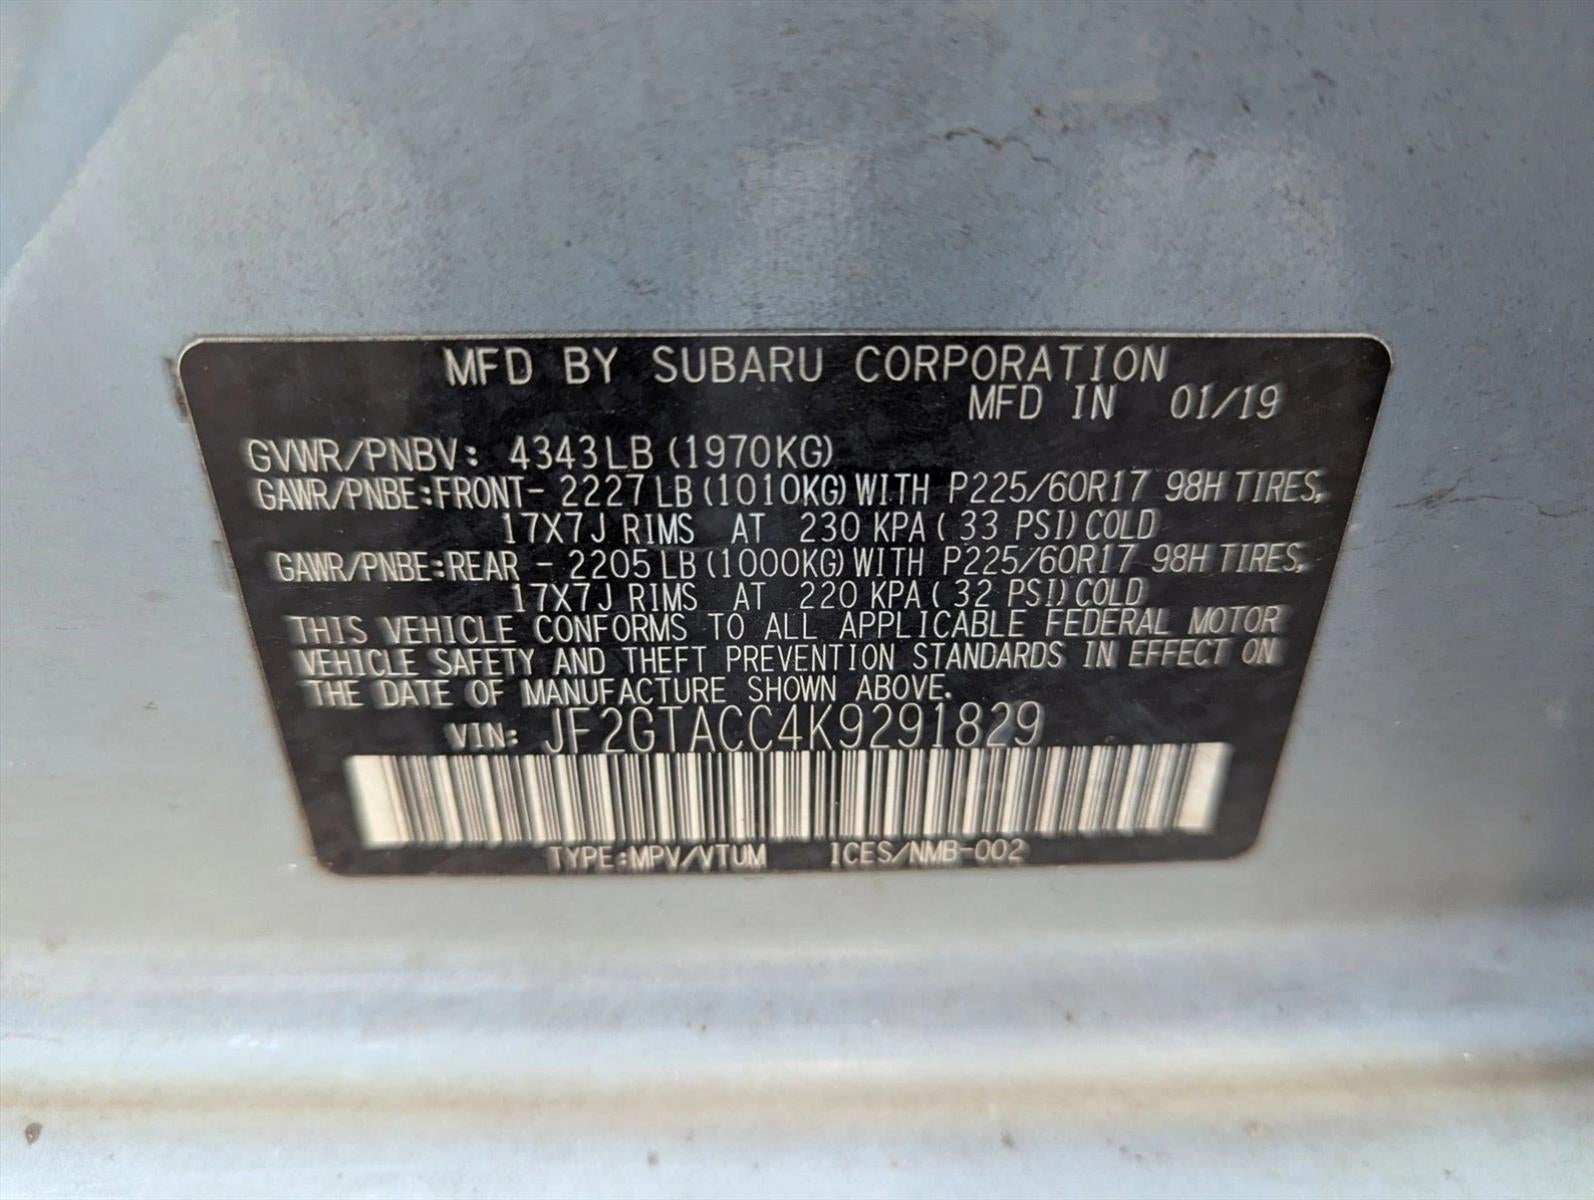 MFD BY SUBARU CORPORATION
MFD IN 01/19
GVWR/PNBV: 4343LB (1970KG)
GAWR/PNBE:FRONT- 2227LB (1010KG) WITH P225/60R17 98H TIRES,
17X7J RIMS AT 230 KPA ( 33 PSI) COLD
GAWR/PNBE:REAR - 2205LB (1000KG) WITH P225/60R17 98H TIRES,
17X7J RIMS AT 220 KPA ( 32 PSI) COLD
THIS VEHICLE CONFORMS TO ALL APPLICABLE FEDERAL MOTOR
VEHICLE SAFETY AND THEFT PREVENTION STANDARDS IN EFFECT ON
THE DATE OF MANUFACTURE SHOWN ABOVE.
VIN: JF2GTACC4K9291829
TYPE:MPV/VTUM ICES/NMB-002